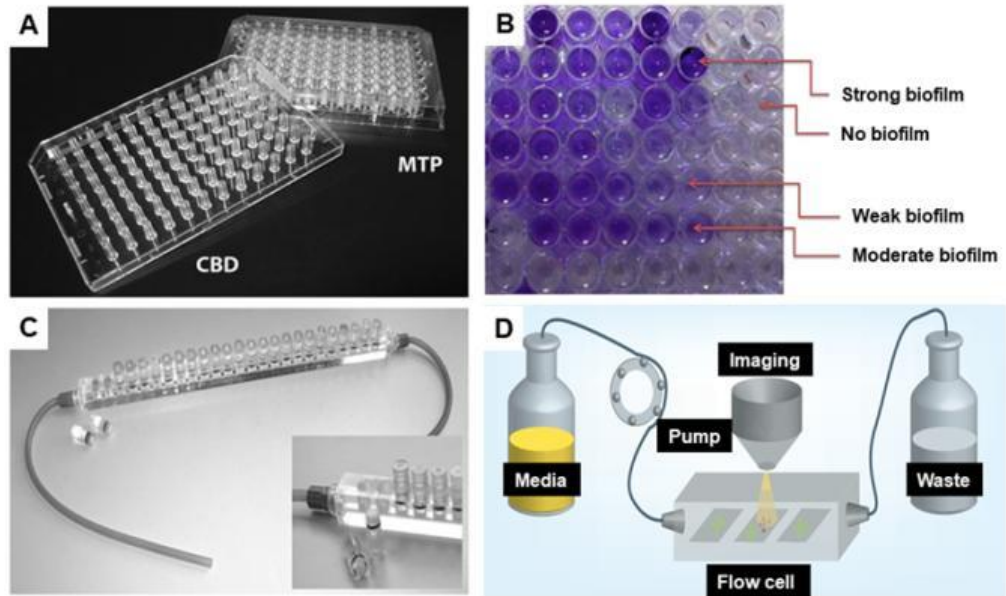 A
MTP
CBD
B
Strong biofilm
No biofilm
Weak biofilm
Moderate biofilm
C
D
Imaging
Pump
Media
Waste
Flow cell